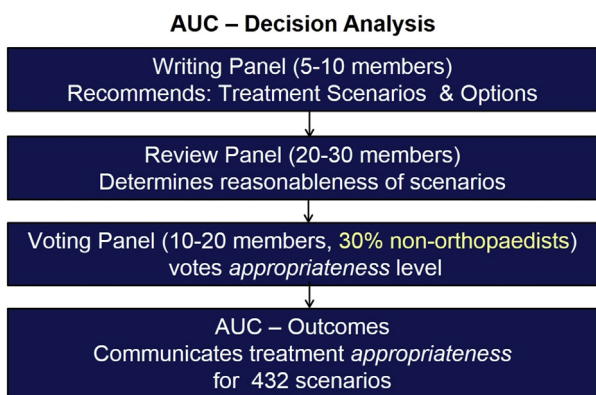 AUC – Decision Analysis
Writing Panel (5-10 members)
Recommends: Treatment Scenarios & Options
Review Panel (20-30 members)
Determines reasonableness of scenarios
Voting Panel (10-20 members, 30% non-orthopaedists)
votes appropriateness level
AUC – Outcomes
Communicates treatment appropriateness
for 432 scenarios